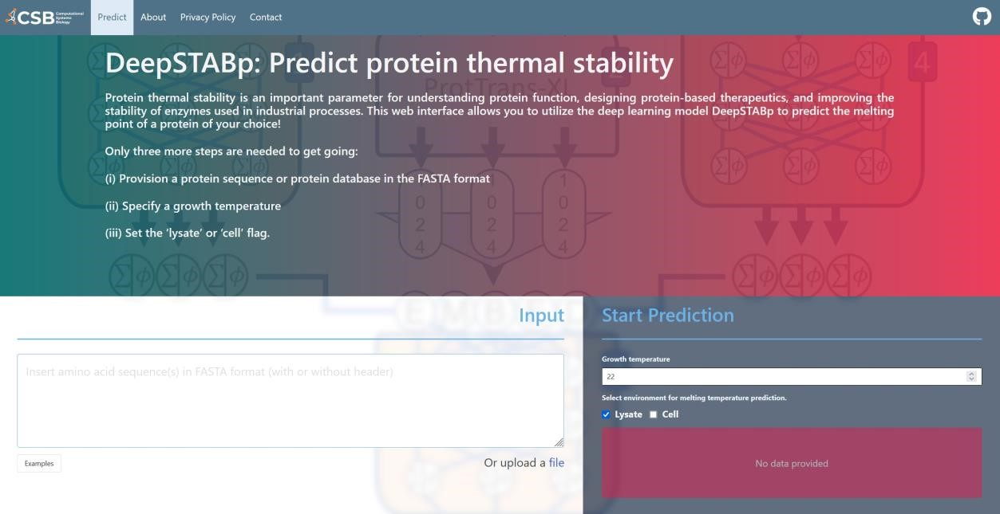 CSB Computational Systems Biology
Predict
About
Privacy Policy
Contact
DeepSTABp: Predict protein thermal stability
ProtTrans-XL
4
Protein thermal stability is an important parameter for understanding protein function, designing protein-based therapeutics, and improving the
stability of enzymes used in industrial processes. This web interface allows you to utilize the deep learning model DeepSTABp to predict the melting
point of a protein of your choice!
Only three more steps are needed to get going:
(i) Provision a protein sequence or protein database in the FASTA format
(ii) Specify a growth temperature
(iii) Set the ‘lysate’ or ‘cell’ flag.
1024
1024
1024
Input
Insert amino acid sequence(s) in FASTA format (with or without header)
Examples
Or upload a file
Start Prediction
Growth temperature
22
Select environment for melting temperature prediction.
Lysate
Cell
No data provided